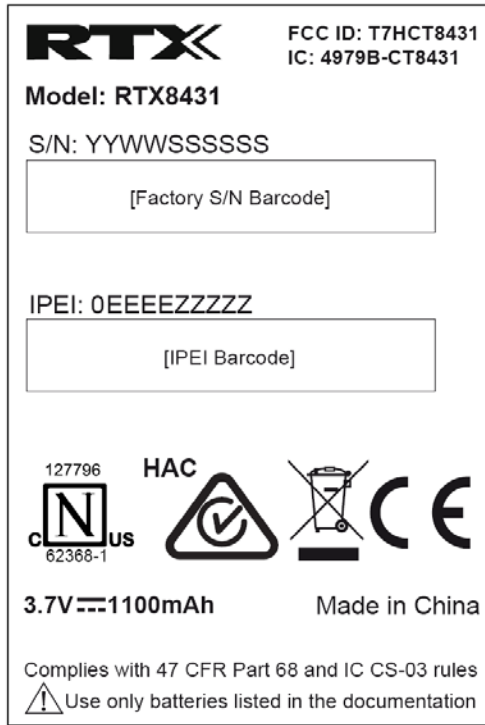 RTX
FCC ID: T7HCT8431
IC: 4979B-CT8431
Model: RTX8431
S/N: YYWWSSSSSS
[Factory S/N Barcode]
IPEI: 0EEEEZZZZZ
[IPEI Barcode]
127796
HAC
N
C US
62368-1
CE
3.7V⎓1100mAh
Made in China
Complies with 47 CFR Part 68 and IC CS-03 rules
Use only batteries listed in the documentation